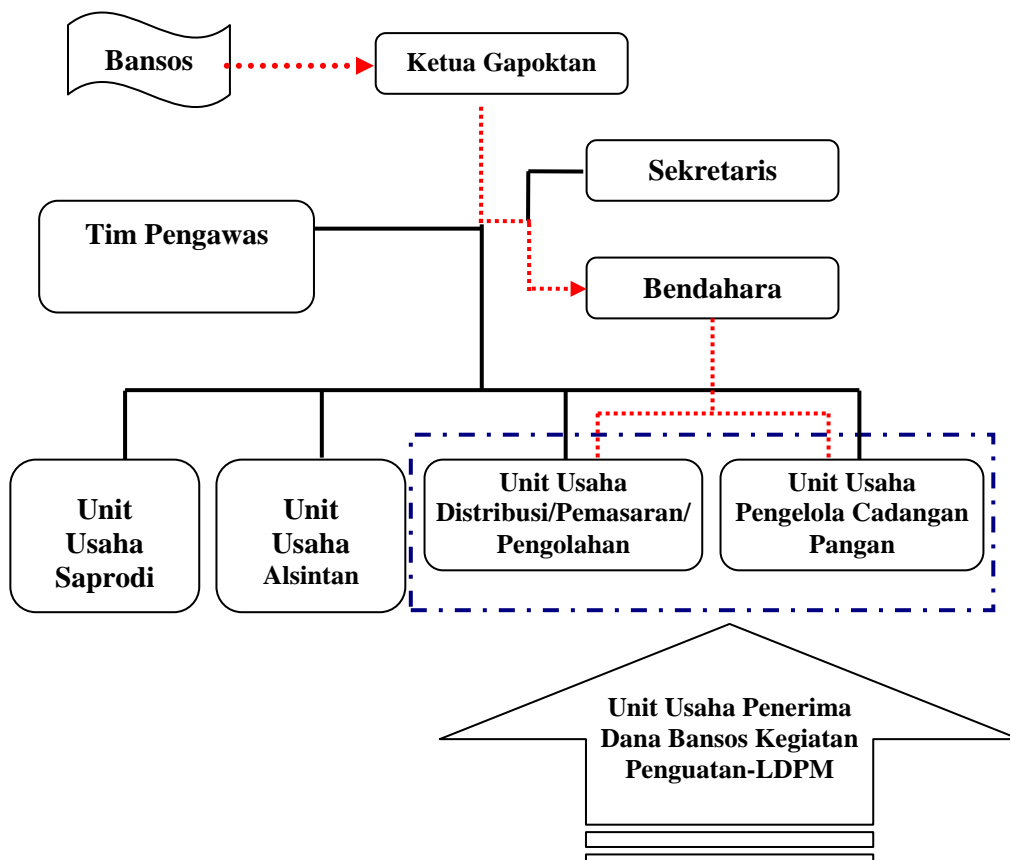 Bansos
Ketua Gapoktan
Sekretaris
Tim Pengawas
Bendahara
Unit
Usaha
Saprodi
Unit
Usaha
Alsintan
Unit Usaha
Distribusi/Pemasaran/
Pengolahan
Unit Usaha
Pengelola Cadangan
Pangan
Unit Usaha Penerima
Dana Bansos Kegiatan
Penguatan-LDPM